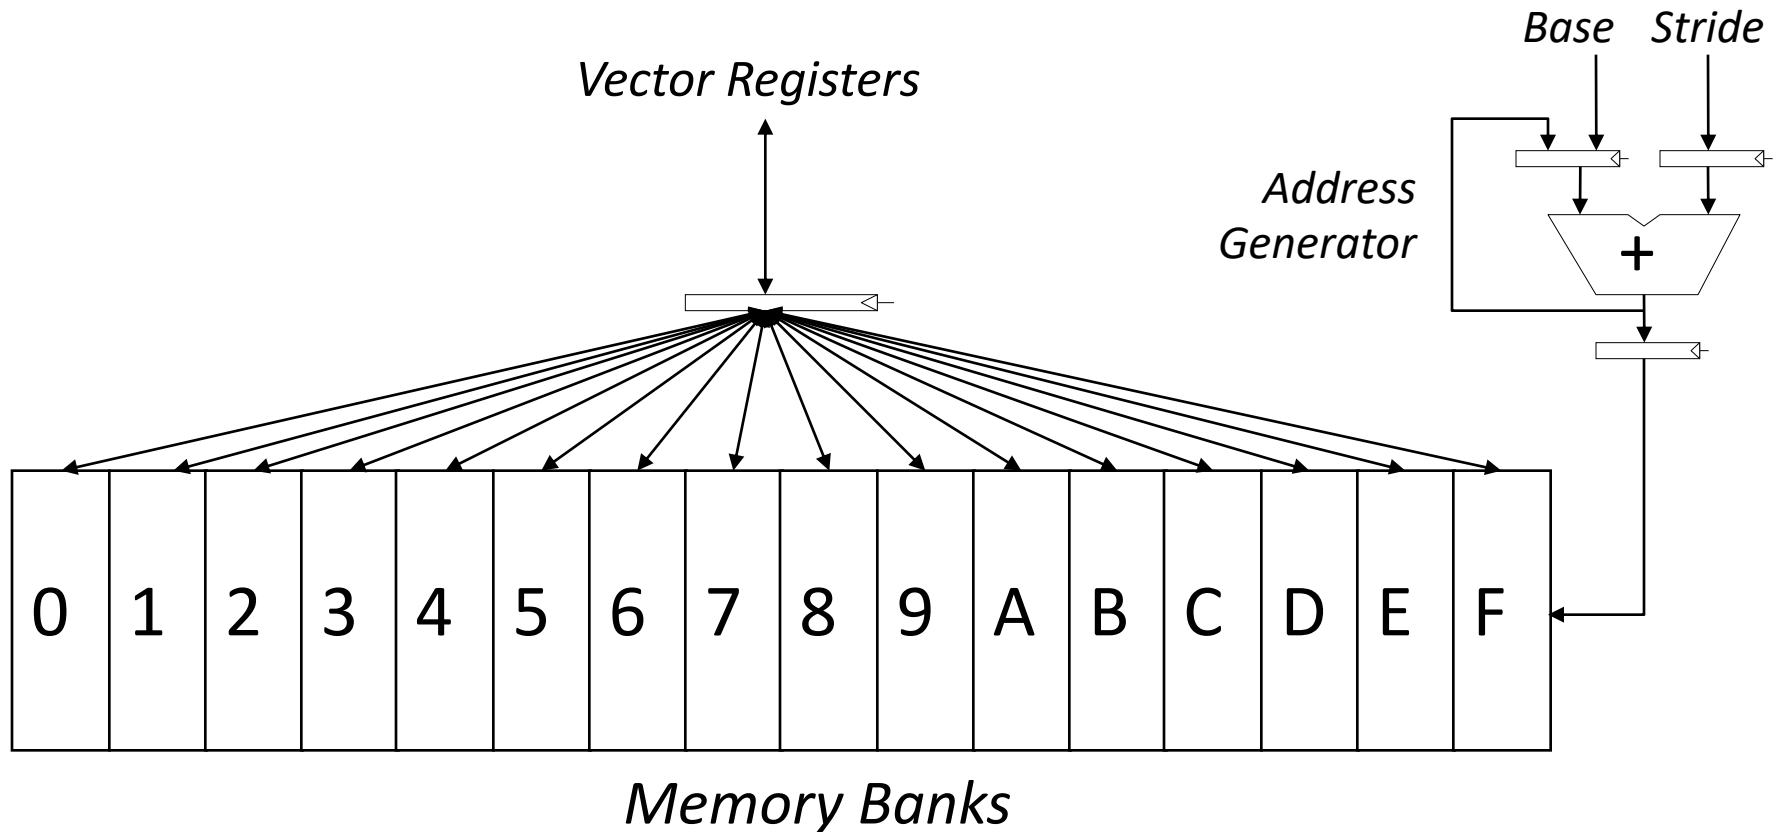 Base Stride
Vector Registers
Address
Generator
+
0 1 2 3 4 5 6 7 8 9 A B C D E F
Memory Banks